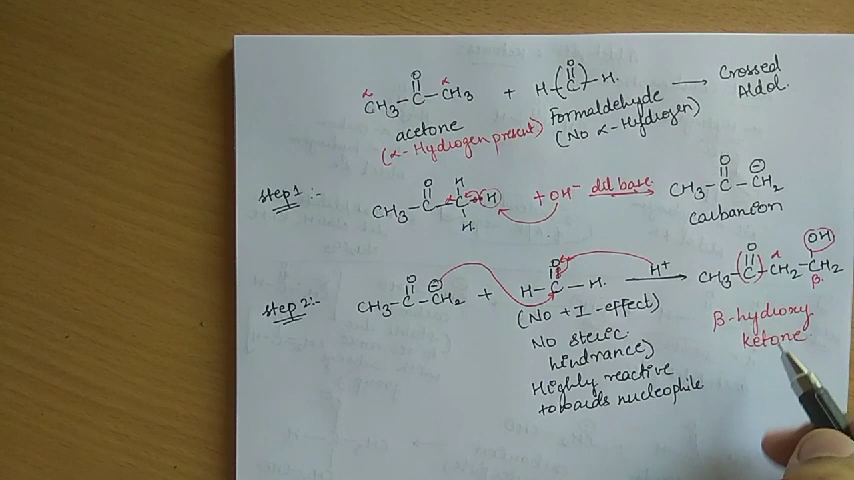 α O α
CH3-C-CH3 + H-(C)-H. → Crossed Aldol.
acetone Formaldehyde
(α-Hydrogen present) (No α-Hydrogen)
Step 1:- CH3-C-C-H + OH⁻ dil base → CH3-C-CH2
Carbanion
Step 2:- CH3-C-CH2 + H-C-H. H+ → CH3-(C)-CH2-CH2
O O O α OH β
(No +I-effect) β-hydroxy
No steric ketone.
hindrance)
Highly reactive
towards nucleophile